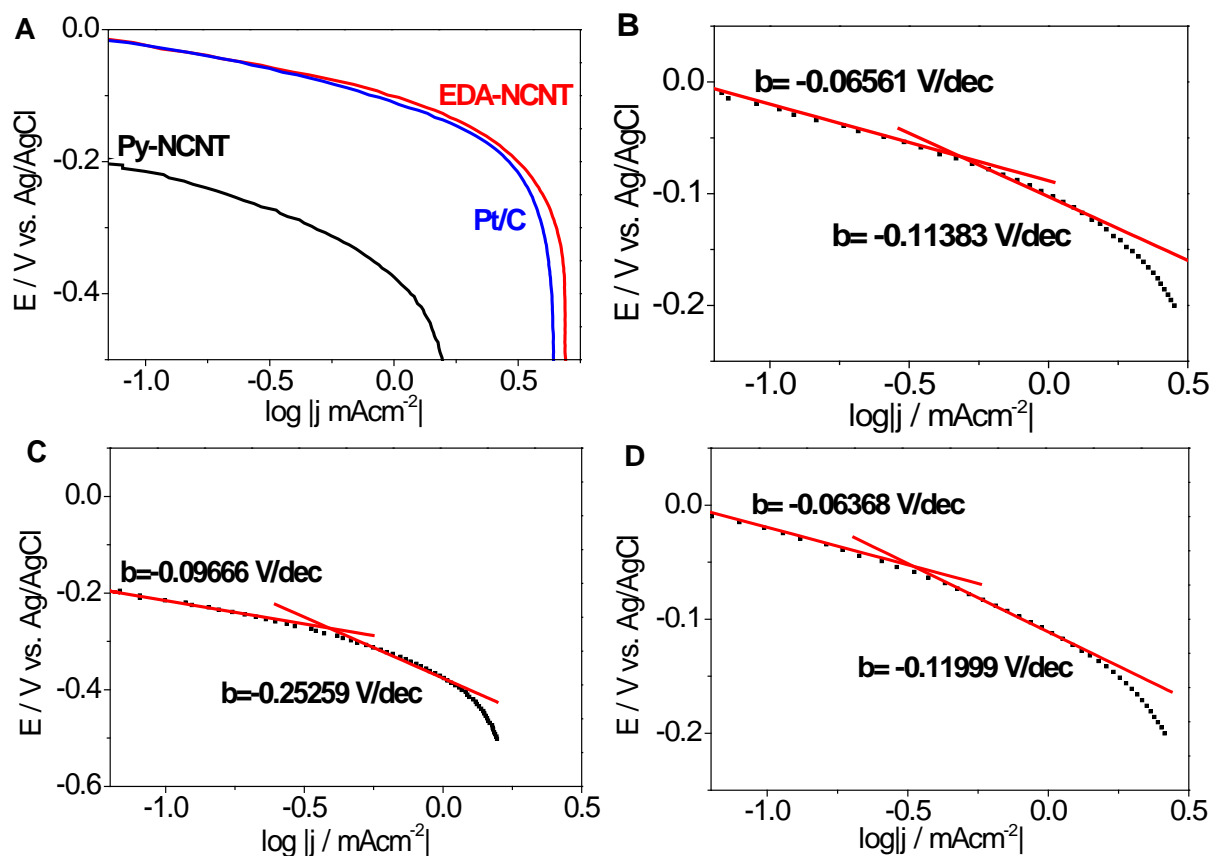 A
0.0
-0.2
-0.4
E / V vs. Ag/AgCl
EDA-NCNT
Py-NCNT
Pt/C
-1.0
-0.5
0.0
0.5
log |j mAcm⁻²|
B
0.0
-0.1
-0.2
E / V vs. Ag/AgCl
b= -0.06561 V/dec
b= -0.11383 V/dec
-1.0
-0.5
0.0
0.5
log|j / mAcm⁻²|
C
0.0
-0.2
-0.4
-0.6
E / V vs. Ag/AgCl
b=-0.09666 V/dec
b=-0.25259 V/dec
-1.0
-0.5
0.0
0.5
log |j / mAcm⁻²|
D
0.0
-0.1
-0.2
E / V vs. Ag/AgCl
b= -0.06368 V/dec
b= -0.11999 V/dec
-1.0
-0.5
0.0
0.5
log|j / mAcm⁻²|